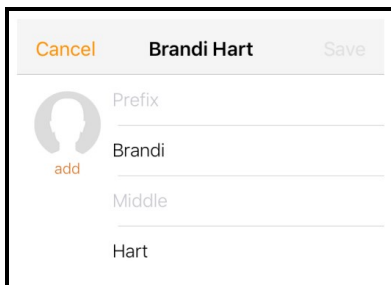 Cancel Brandi Hart Save
Prefix
Brandi
add
Middle
Hart